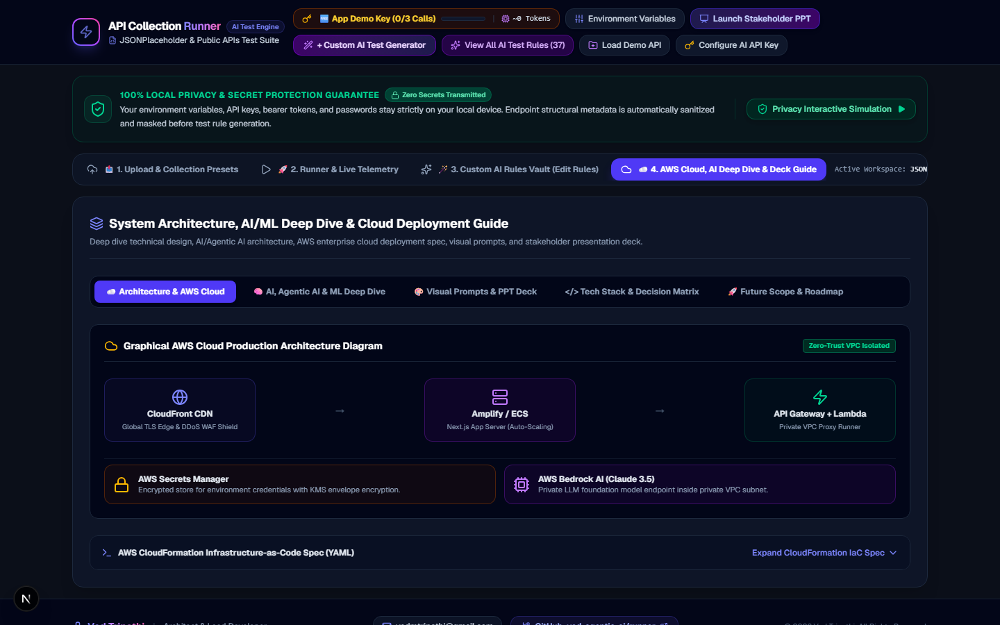 API Collection Runner AI Test Engine
JSONPlaceholder & Public APIs Test Suite
App Demo Key (0/3 Calls) ~0 Tokens
Environment Variables
Launch Stakeholder PPT
+ Custom AI Test Generator
View All AI Test Rules (37)
Load Demo API
Configure AI API Key
100% LOCAL PRIVACY & SECRET PROTECTION GUARANTEE Zero Secrets Transmitted
Your environment variables, API keys, bearer tokens, and passwords stay strictly on your local device. Endpoint structural metadata is automatically sanitized
and masked before test rule generation.
Privacy Interactive Simulation
1. Upload & Collection Presets
2. Runner & Live Telemetry
3. Custom AI Rules Vault (Edit Rules)
4. AWS Cloud, AI Deep Dive & Deck Guide
Active Workspace: JSON
System Architecture, AI/ML Deep Dive & Cloud Deployment Guide
Deep dive technical design, AI/Agentic AI architecture, AWS enterprise cloud deployment spec, visual prompts, and stakeholder presentation deck.
Architecture & AWS Cloud
AI, Agentic AI & ML Deep Dive
Visual Prompts & PPT Deck
</> Tech Stack & Decision Matrix
Future Scope & Roadmap
Graphical AWS Cloud Production Architecture Diagram
Zero-Trust VPC Isolated
CloudFront CDN
Global TLS Edge & DDoS WAF Shield
→
Amplify / ECS
Next.js App Server (Auto-Scaling)
→
API Gateway + Lambda
Private VPC Proxy Runner
AWS Secrets Manager
Encrypted store for environment credentials with KMS envelope encryption.
AWS Bedrock AI (Claude 3.5)
Private LLM foundation model endpoint inside private VPC subnet.
AWS CloudFormation Infrastructure-as-Code Spec (YAML)
Expand CloudFormation IaC Spec
N